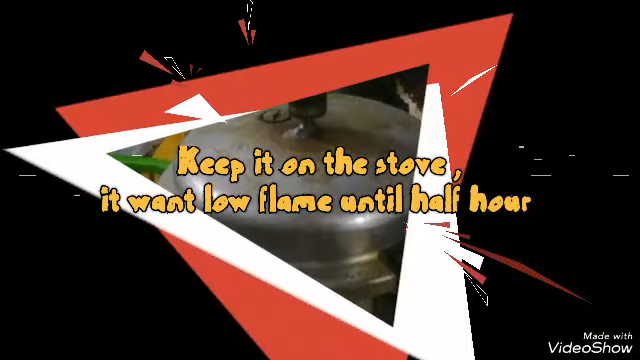 Keep it on the stove ,
it want low flame until half hour
Made with
VideoShow